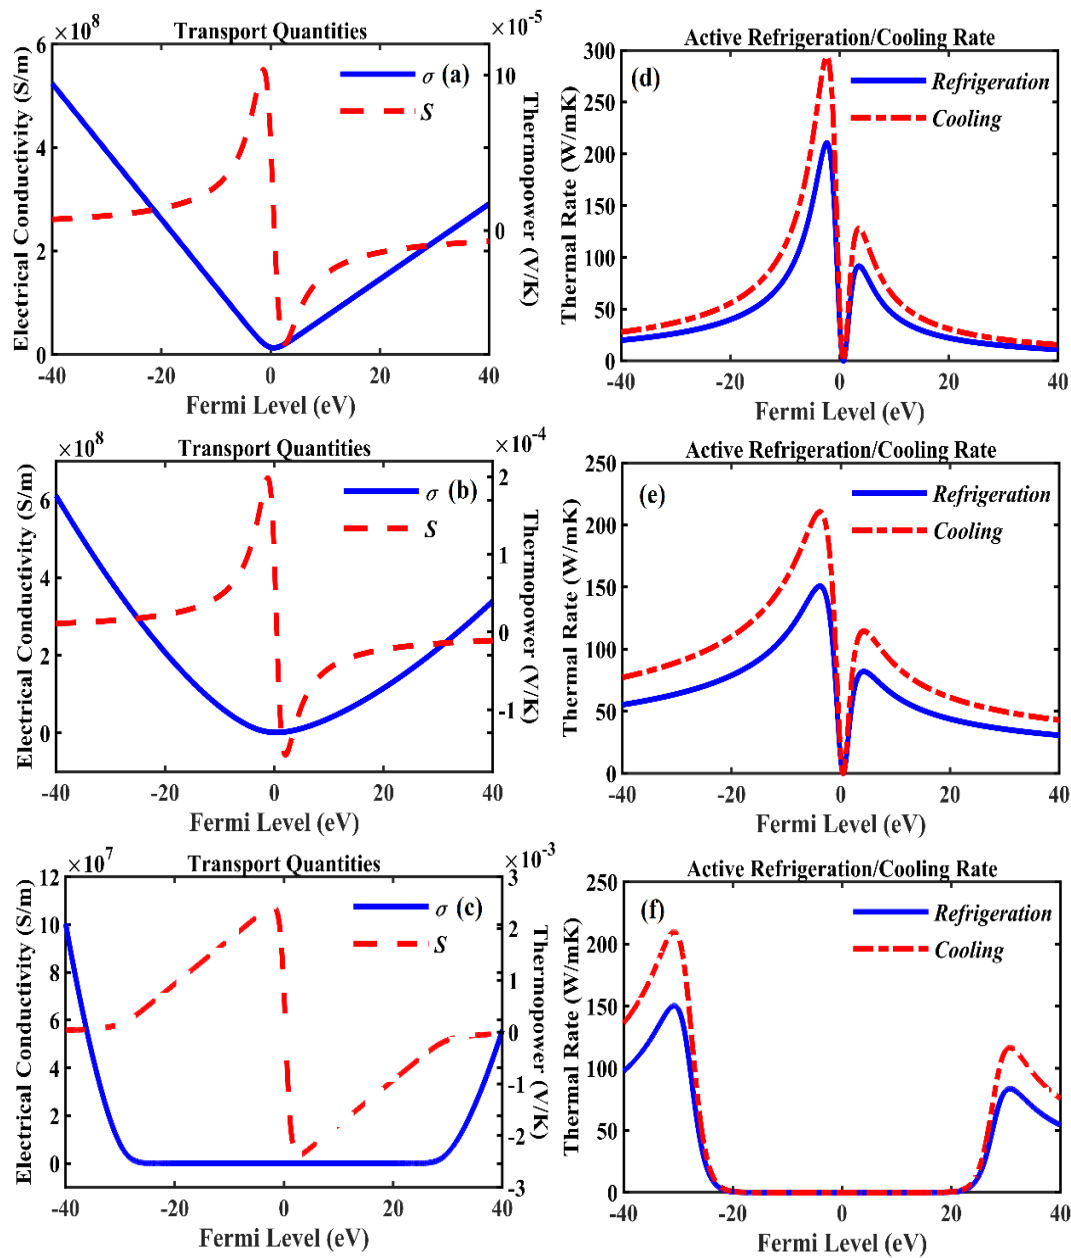 Transport Quantities
×10^8
×10^-5
6
4
2
0
10
5
0
Electrical Conductivity (S/m)
Thermopower (V/K)
σ (a)
S
-40 -20 0 20 40
Fermi Level (eV)
Active Refrigeration/Cooling Rate
(d)
Refrigeration
Cooling
300
250
200
150
100
50
0
Thermal Rate (W/mK)
-40 -20 0 20 40
Fermi Level (eV)
Transport Quantities
×10^8
×10^-4
6
4
2
0
2
1
0
-1
Electrical Conductivity (S/m)
Thermopower (V/K)
σ (b)
S
-40 -20 0 20 40
Fermi Level (eV)
Active Refrigeration/Cooling Rate
(e)
Refrigeration
Cooling
250
200
150
100
50
0
Thermal Rate (W/mK)
-40 -20 0 20 40
Fermi Level (eV)
Transport Quantities
×10^7
×10^-3
12
10
8
6
4
2
0
3
2
1
0
-1
-2
-3
Electrical Conductivity (S/m)
Thermopower (V/K)
σ (c)
S
-40 -20 0 20 40
Fermi Level (eV)
Active Refrigeration/Cooling Rate
(f)
Refrigeration
Cooling
250
200
150
100
50
0
Thermal Rate (W/mK)
-40 -20 0 20 40
Fermi Level (eV)